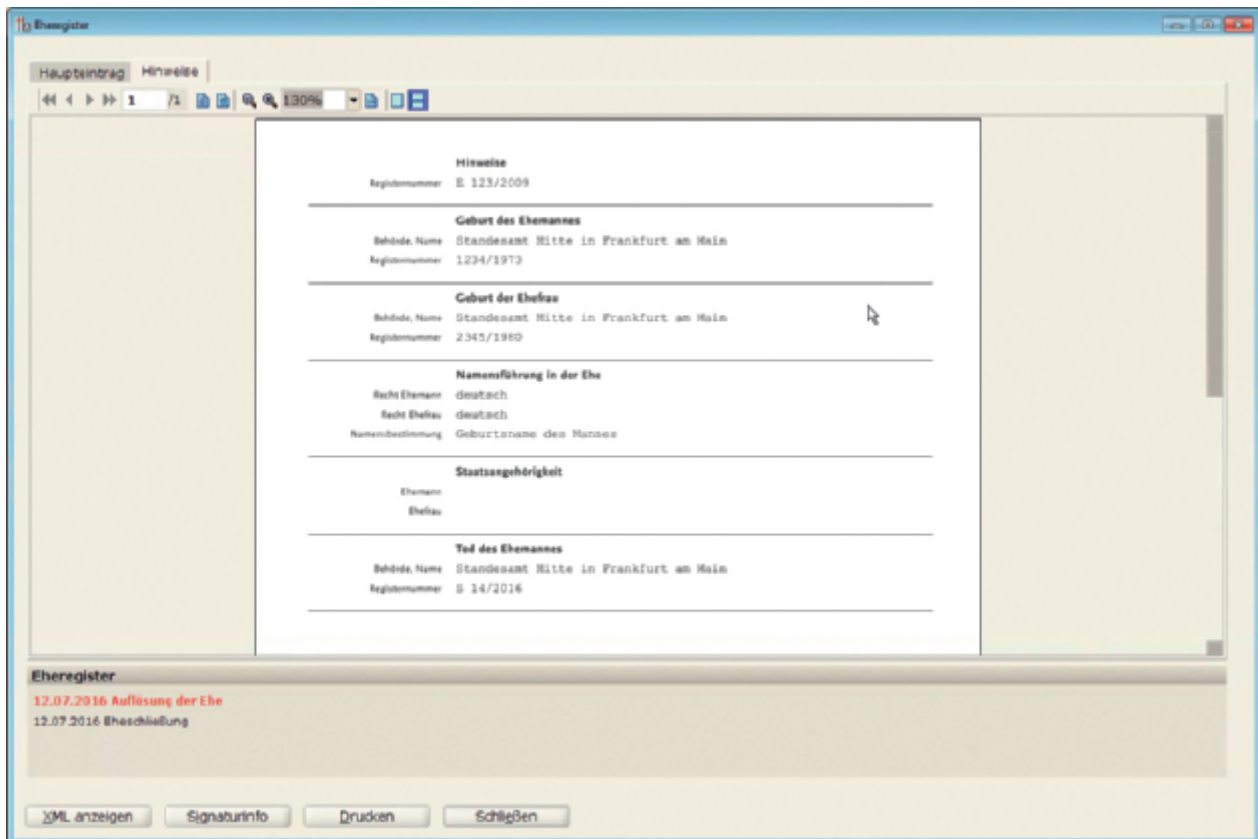 Eheregister
Haupteintrag Hinweise
1 /1 130%
Hinweise
Registernummer E 123/2009
Geburt des Ehemannes
Behörde, Name Standesamt Mitte in Frankfurt am Main
Registernummer 1234/1973
Geburt der Ehefrau
Behörde, Name Standesamt Mitte in Frankfurt am Main
Registernummer 2345/1980
Namensführung in der Ehe
Recht Ehemann deutsch
Recht Ehefrau deutsch
Namensbestimmung Geburtsname des Mannes
Staatsangehörigkeit
Ehemann
Ehefrau
Tod des Ehemannes
Behörde, Name Standesamt Mitte in Frankfurt am Main
Registernummer S 14/2016
Eheregister
12.07.2016 Auflösung der Ehe
12.07.2016 Eheschließung
XML anzeigen Signaturinfo Drucken Schließen